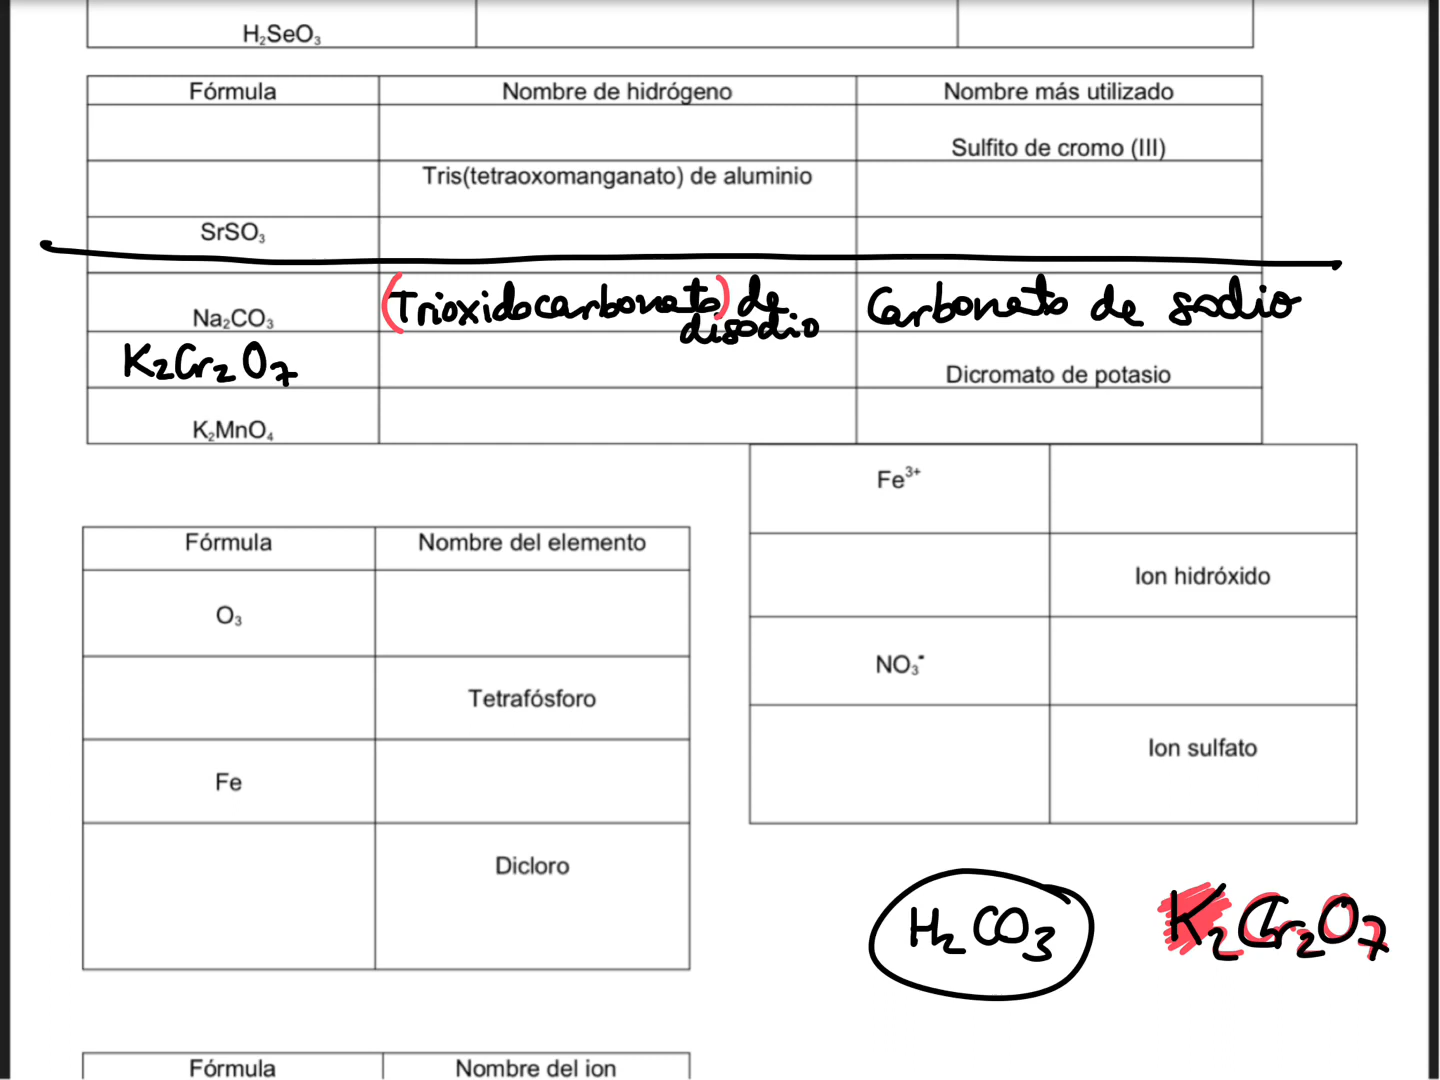 H₂SeO₃
Fórmula Nombre de hidrógeno Nombre más utilizado
Sulfito de cromo (III)
Tris(tetraoxomanganato) de aluminio
SrSO₃
Na₂CO₃ (Trioxidocarbonato) de disodio Carbonato de sodio
K₂Cr₂O₇ Dicromato de potasio
K₂MnO₄
Fe³⁺
Ion hidróxido
NO₃⁻
Ion sulfato
Fórmula Nombre del elemento
O₃
Tetrafósforo
Fe
Dicloro
H₂CO₃ K₂Cr₂O₇
Fórmula Nombre del ion